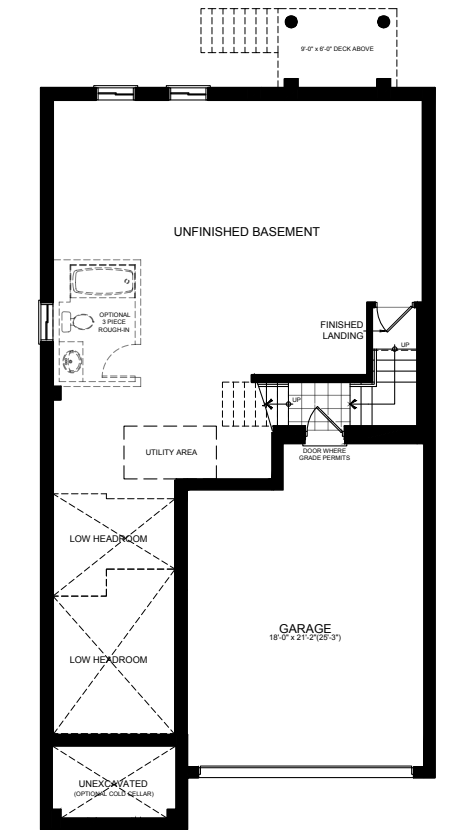 9'-0" x 6'-0" DECK ABOVE
UNFINISHED BASEMENT
OPTIONAL
3 PIECE
ROUGH-IN
FINISHED
LANDING
UP
UP
DOOR WHERE
GRADE PERMITS
UTILITY AREA
LOW HEADROOM
GARAGE
18'-0" x 21'-2"(25'-3")
LOW HEADROOM
UNEXCAVATED
(OPTIONAL COLD CELLAR)